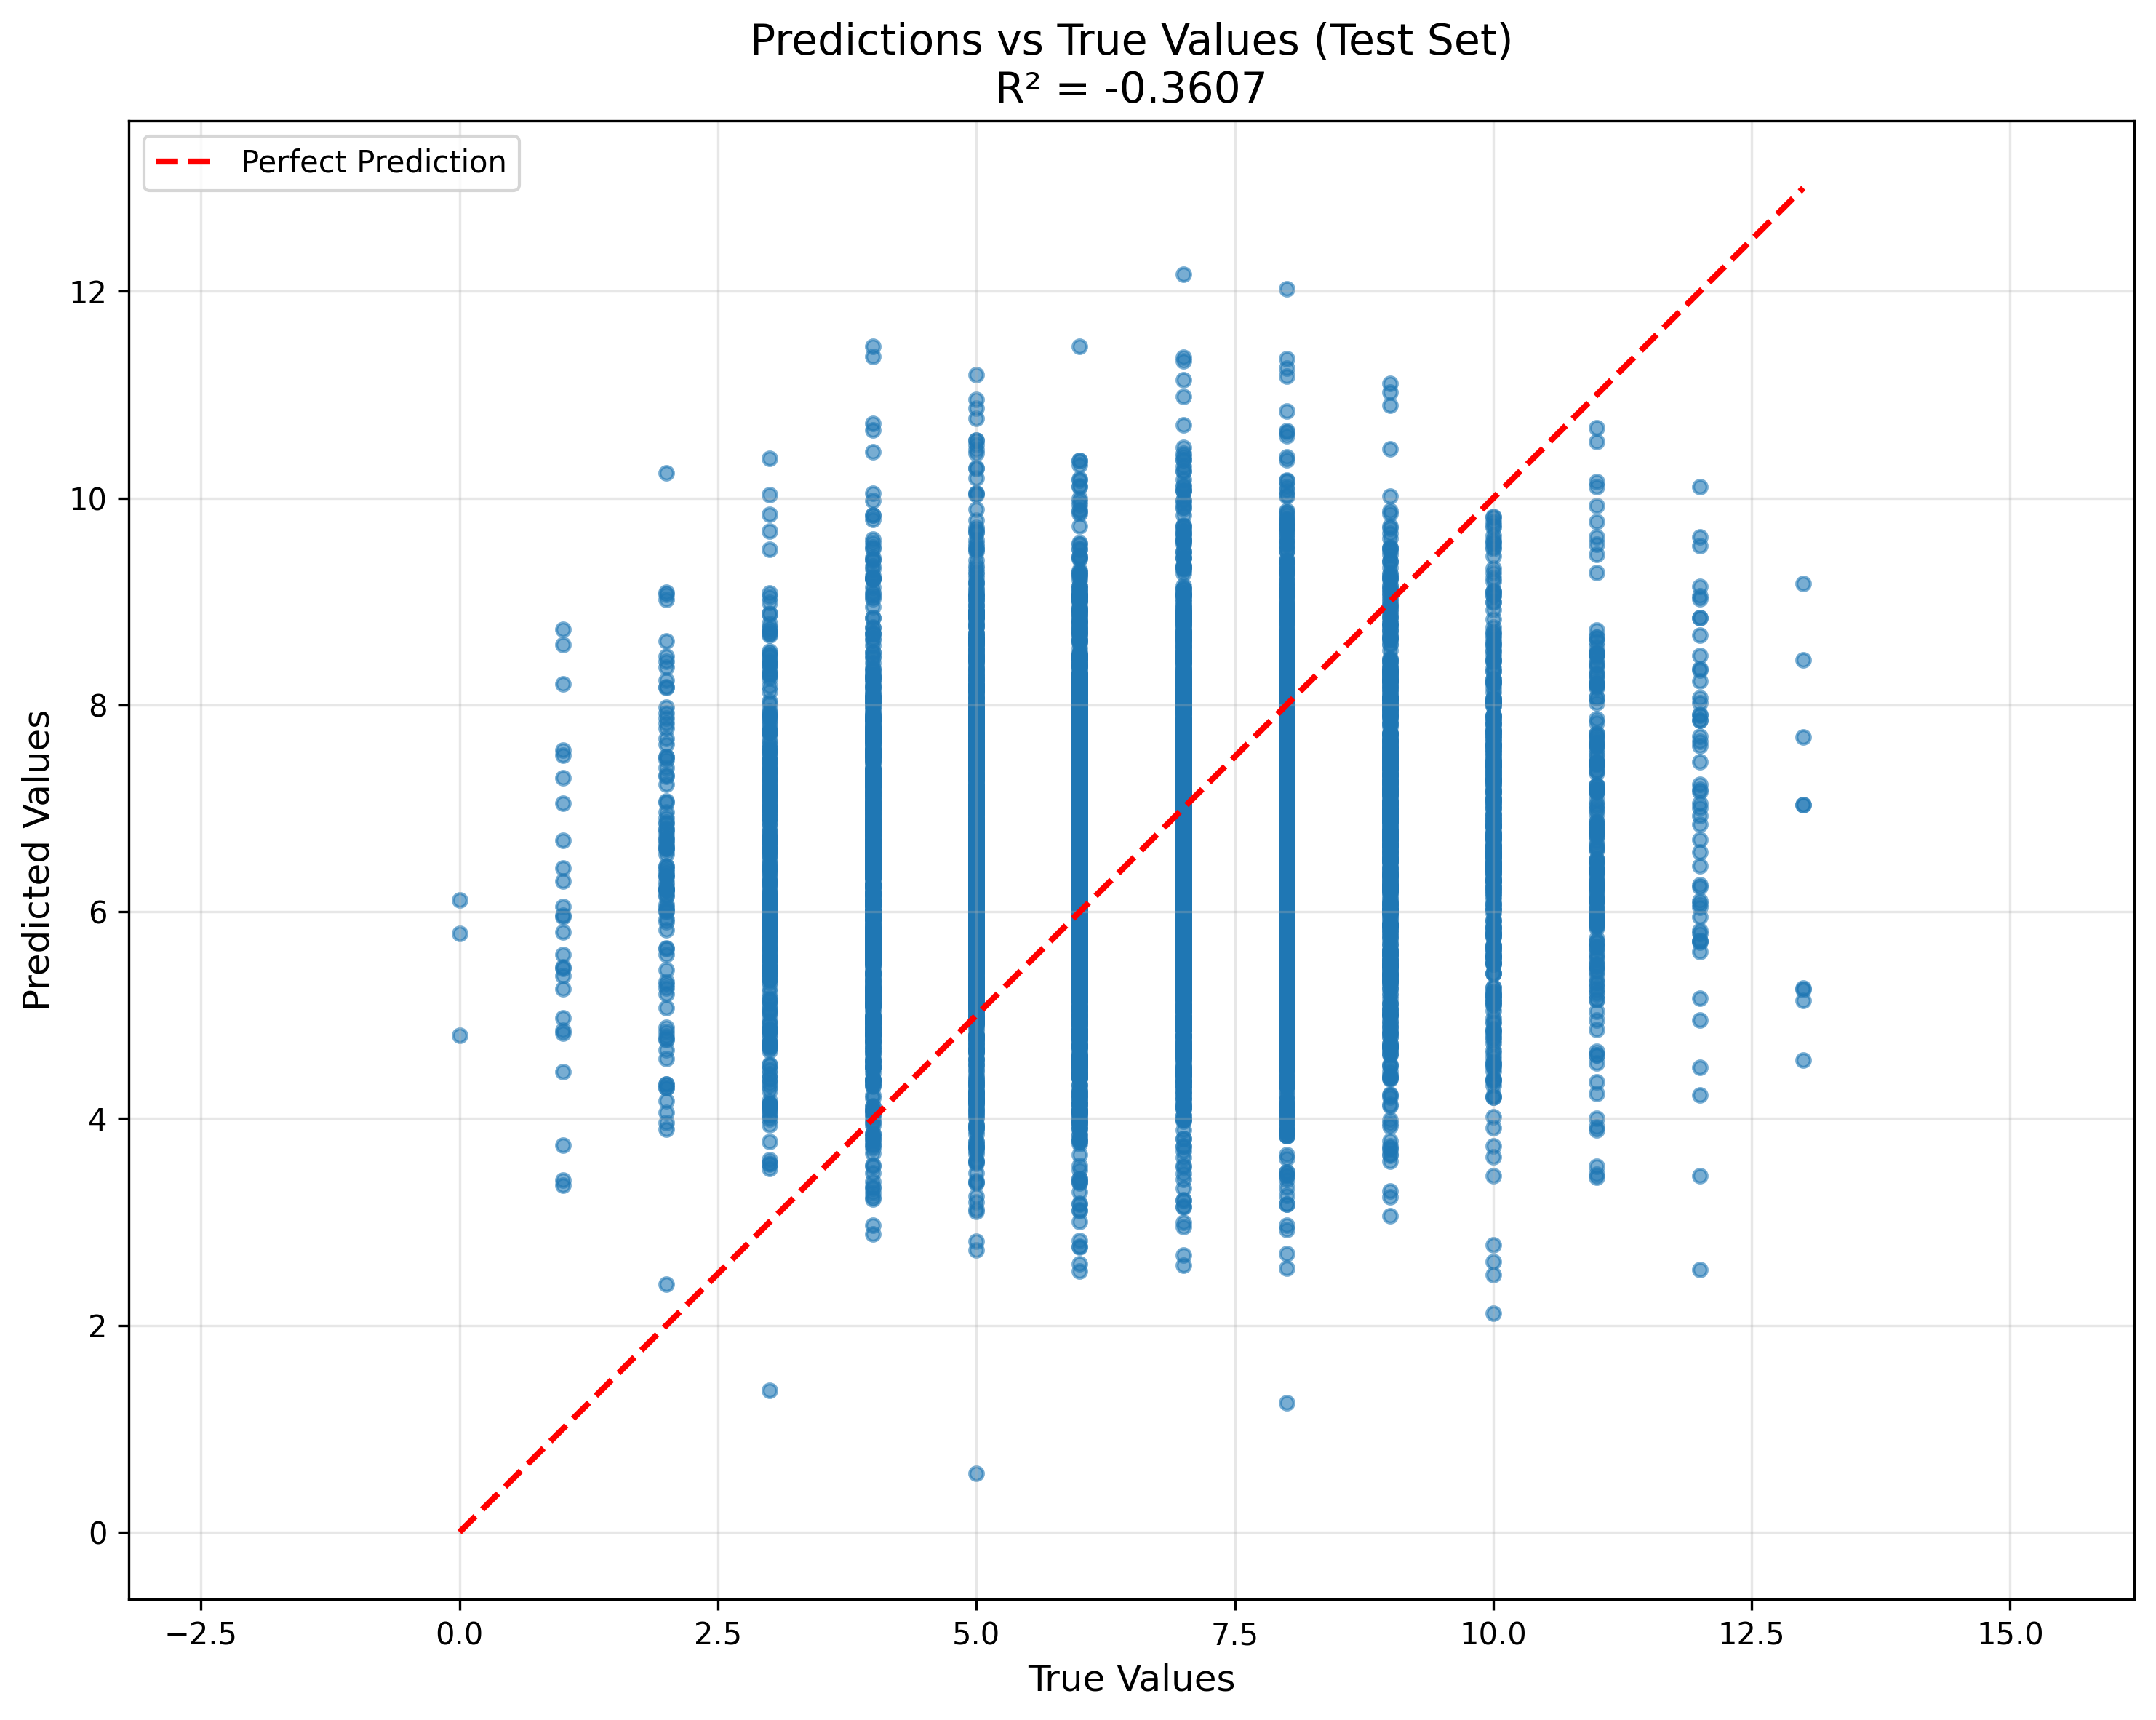 Predictions vs True Values (Test Set)
R² = -0.3607
Perfect Prediction
12
10
8
6
4
2
0
Predicted Values
−2.5 0.0 2.5 5.0 7.5 10.0 12.5 15.0
True Values